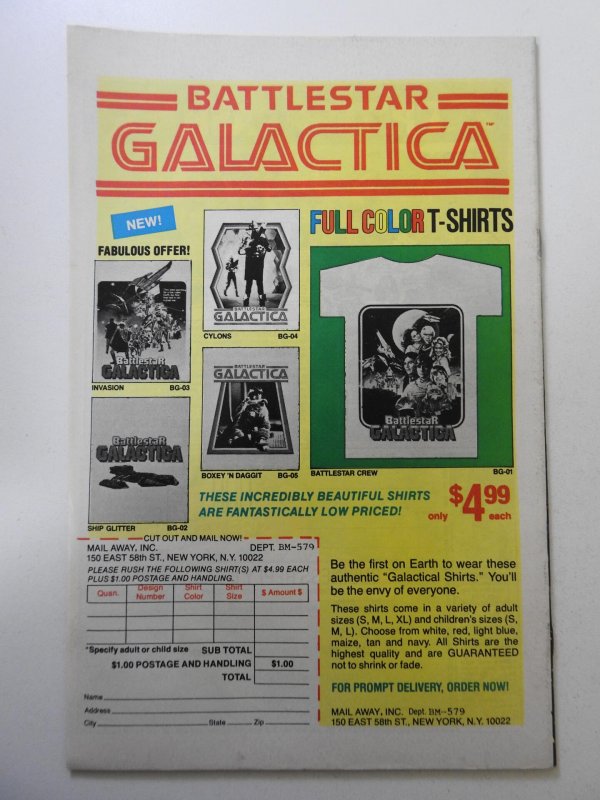 BATTLESTAR
GALACTICA™
NEW!
FABULOUS OFFER!
FULL COLOR T-SHIRTS
BATTLESTAR
GALACTICA
CYLONS BG-04
BattlestaR
GALACTICA
INVASION BG-03
BATTLESTAR
GALACTICA
BOXEY 'N DAGGIT BG-05
BattlestaR
GALACTICA
BATTLESTAR CREW BG-01
BattlestaR
GALACTICA
SHIP GLITTER BG-02
THESE INCREDIBLY BEAUTIFUL SHIRTS
ARE FANTASTICALLY LOW PRICED!
only $4.99 each
CUT OUT AND MAIL NOW!
MAIL AWAY, INC. DEPT. BM-579
150 EAST 58th ST., NEW YORK, N.Y. 10022
PLEASE RUSH THE FOLLOWING SHIRT(S) AT $4.99 EACH
PLUS $1.00 POSTAGE AND HANDLING.
Quan. Design Number Shirt Color Shirt Size $ Amount $
*Specify adult or child size SUB TOTAL
$1.00 POSTAGE AND HANDLING $1.00
TOTAL
Name
Address
City State Zip
Be the first on Earth to wear these
authentic "Galactical Shirts." You'll
be the envy of everyone.
These shirts come in a variety of adult
sizes (S, M, L, XL) and children's sizes (S,
M, L). Choose from white, red, light blue,
maize, tan and navy. All Shirts are the
highest quality and are GUARANTEED
not to shrink or fade.
FOR PROMPT DELIVERY, ORDER NOW!
MAIL AWAY, INC. Dept. BM-579
150 EAST 58th ST., NEW YORK, N.Y. 10022